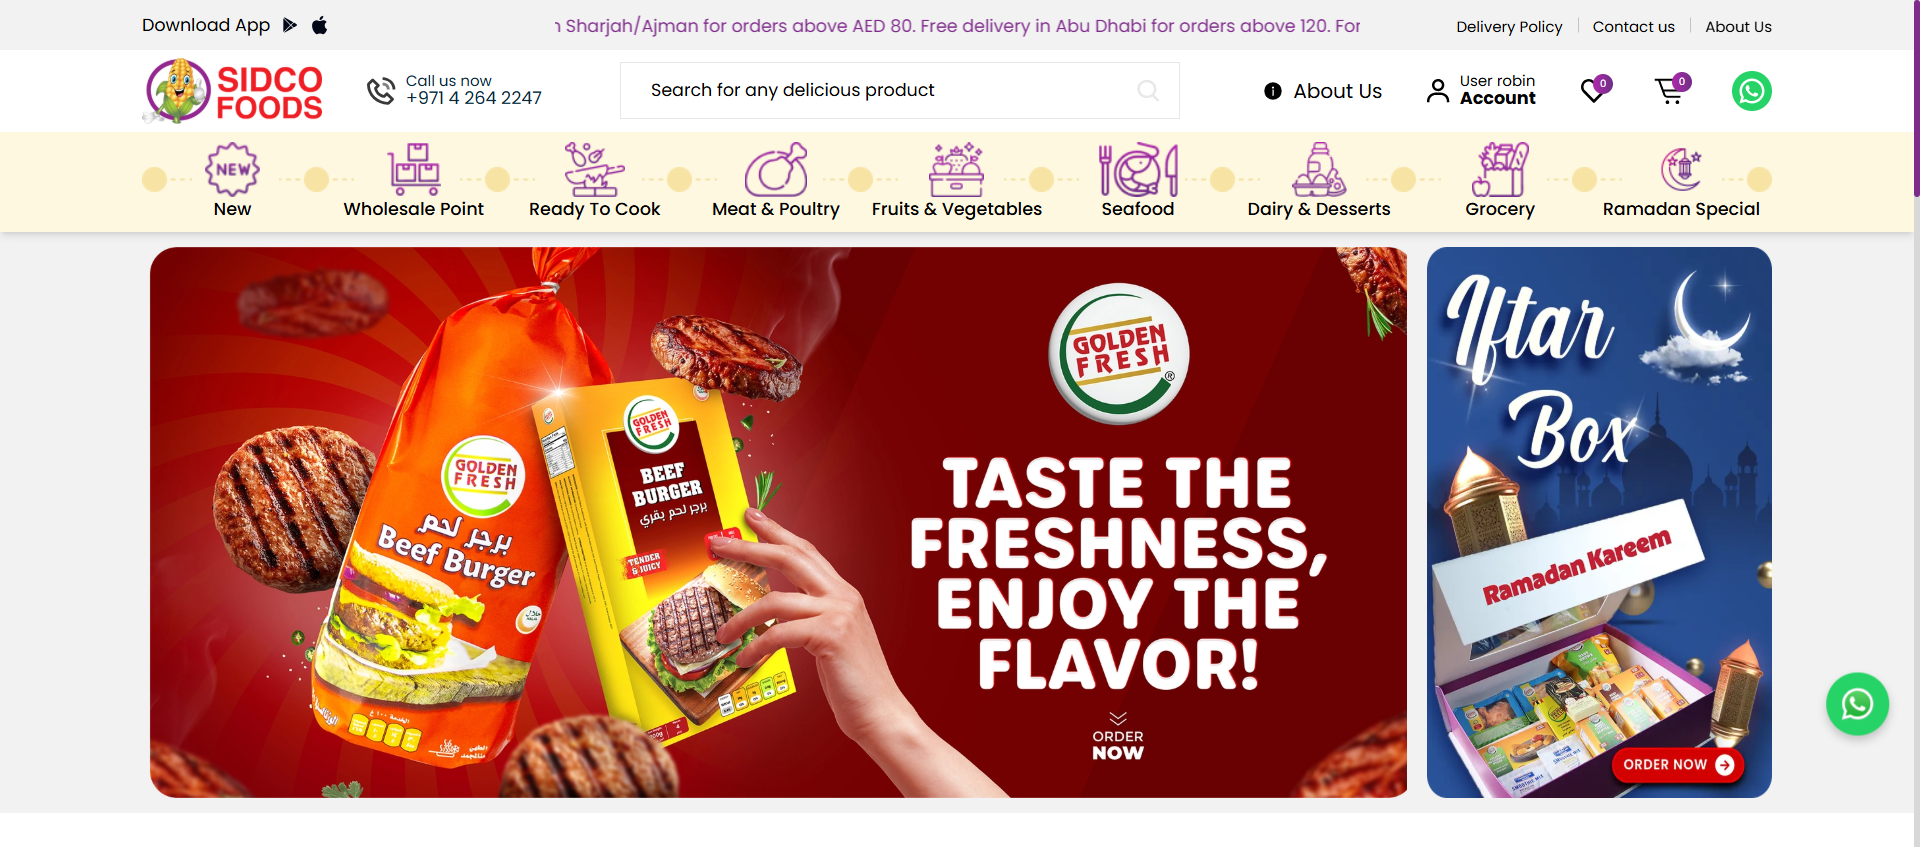 Download App
n Sharjah/Ajman for orders above AED 80. Free delivery in Abu Dhabi for orders above 120. For
Delivery Policy
Contact us
About Us
SIDCO
FOODS
Call us now
+971 4 264 2247
Search for any delicious product
About Us
User robin
Account
0
0
NEW
New
Wholesale Point
Ready To Cook
Meat & Poultry
Fruits & Vegetables
Seafood
Dairy & Desserts
Grocery
Ramadan Special
GOLDEN
FRESH
برجر لحم
Beef Burger
GOLDEN
FRESH
BEEF
BURGER
برجر لحم بقري
TENDER
& JUICY
GOLDEN
FRESH
®
TASTE THE
FRESHNESS,
ENJOY THE
FLAVOR!
ORDER
NOW
Iftar
Box
Ramadan Kareem
ORDER NOW